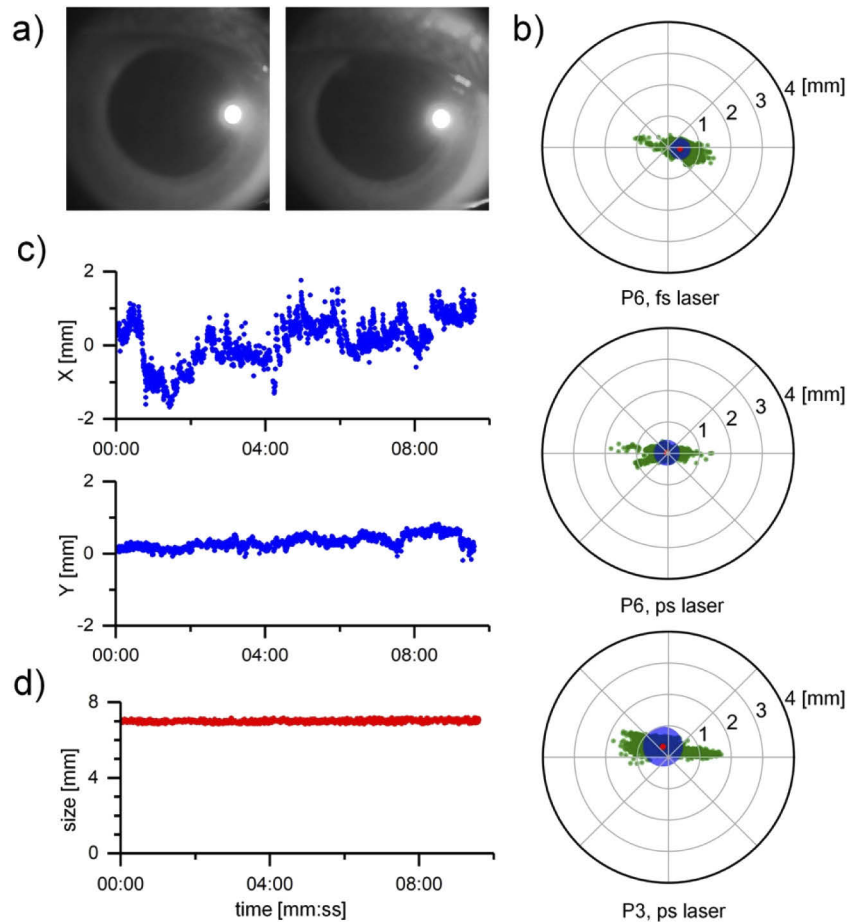 a)
b)
4 [mm]
3
2
1
P6, fs laser
c)
2
0
-2
X [mm]
00:00 04:00 08:00
4 [mm]
3
2
1
P6, ps laser
2
0
-2
Y [mm]
00:00 04:00 08:00
d)
8
4
0
size [mm]
00:00 04:00 08:00
time [mm:ss]
4 [mm]
3
2
1
P3, ps laser